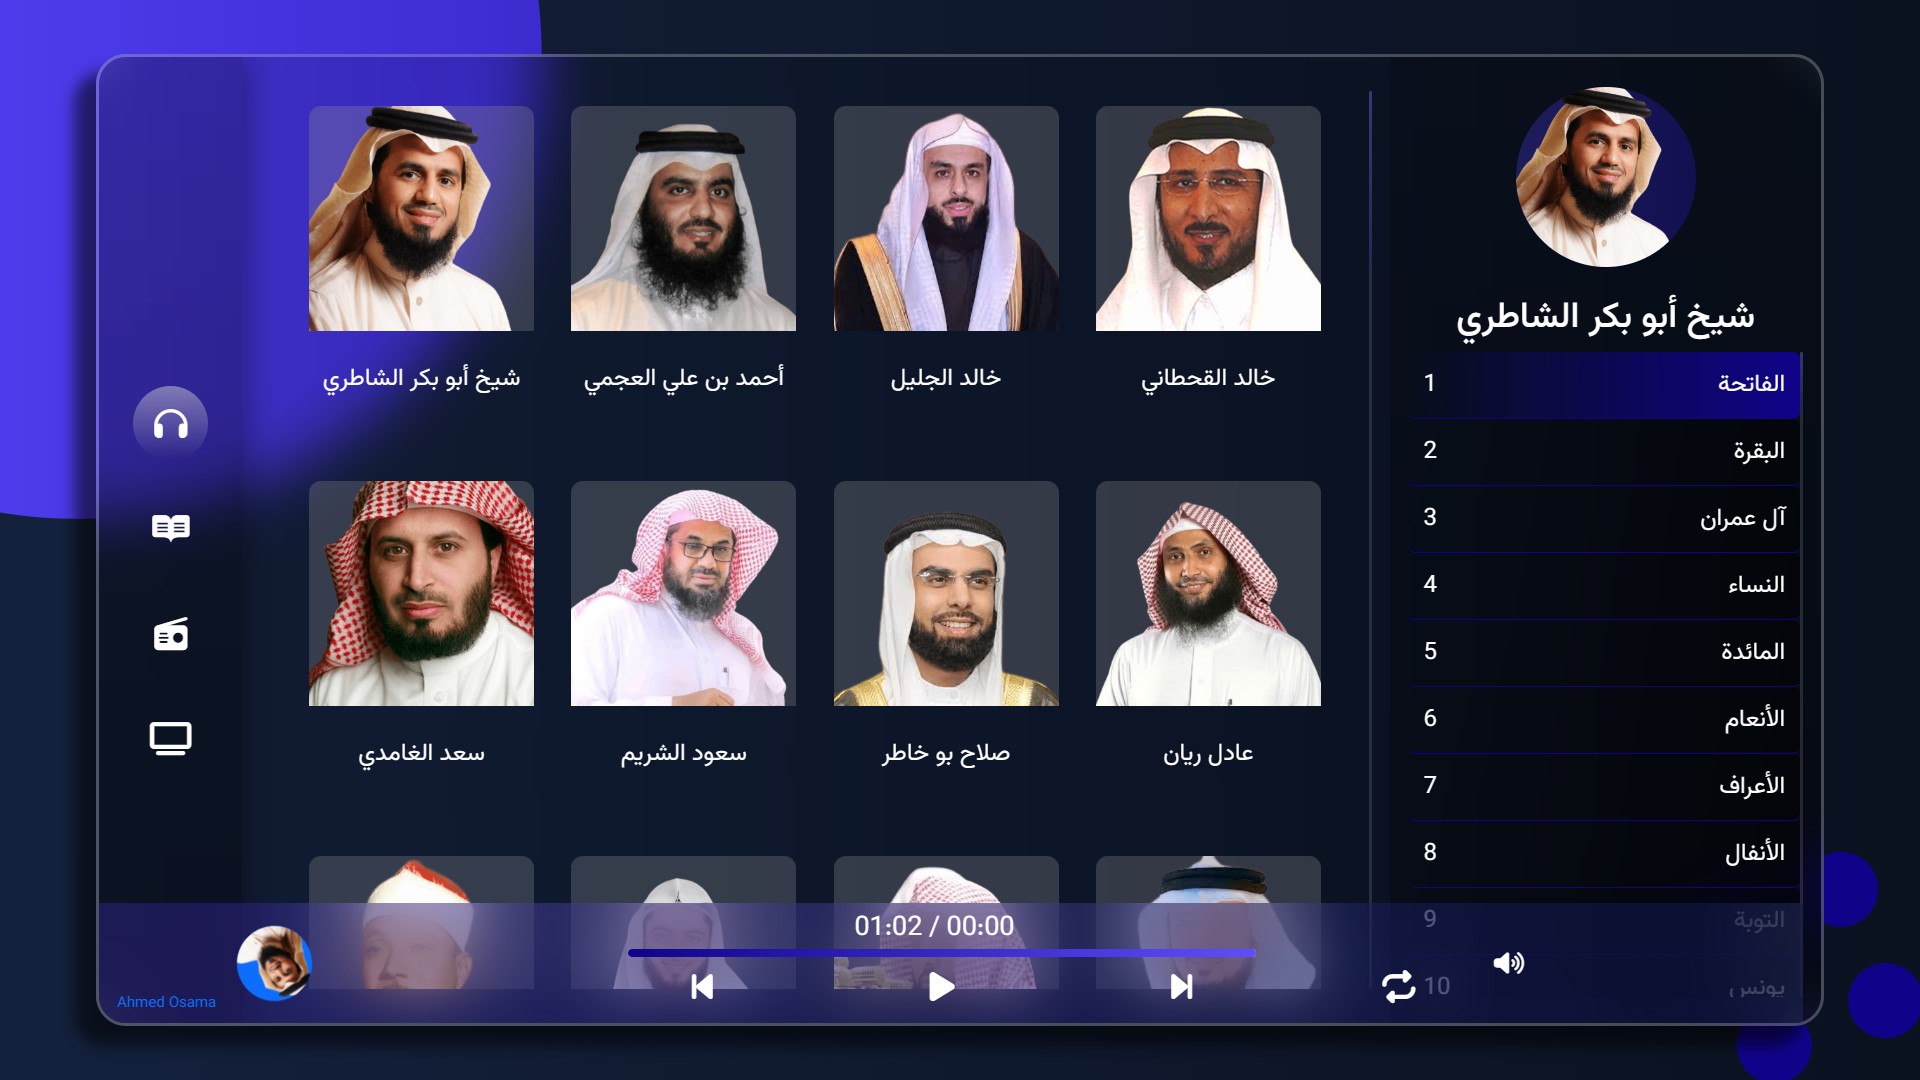 شيخ أبو بكر الشاطري
أحمد بن علي العجمي
خالد الجليل
خالد القحطاني
سعد الغامدي
سعود الشريم
صلاح بو خاطر
عادل ريان
شيخ أبو بكر الشاطري
1 الفاتحة
2 البقرة
3 آل عمران
4 النساء
5 المائدة
6 الأنعام
7 الأعراف
8 الأنفال
9 التوبة
10 يونس
01:02 / 00:00
Ahmed Osama